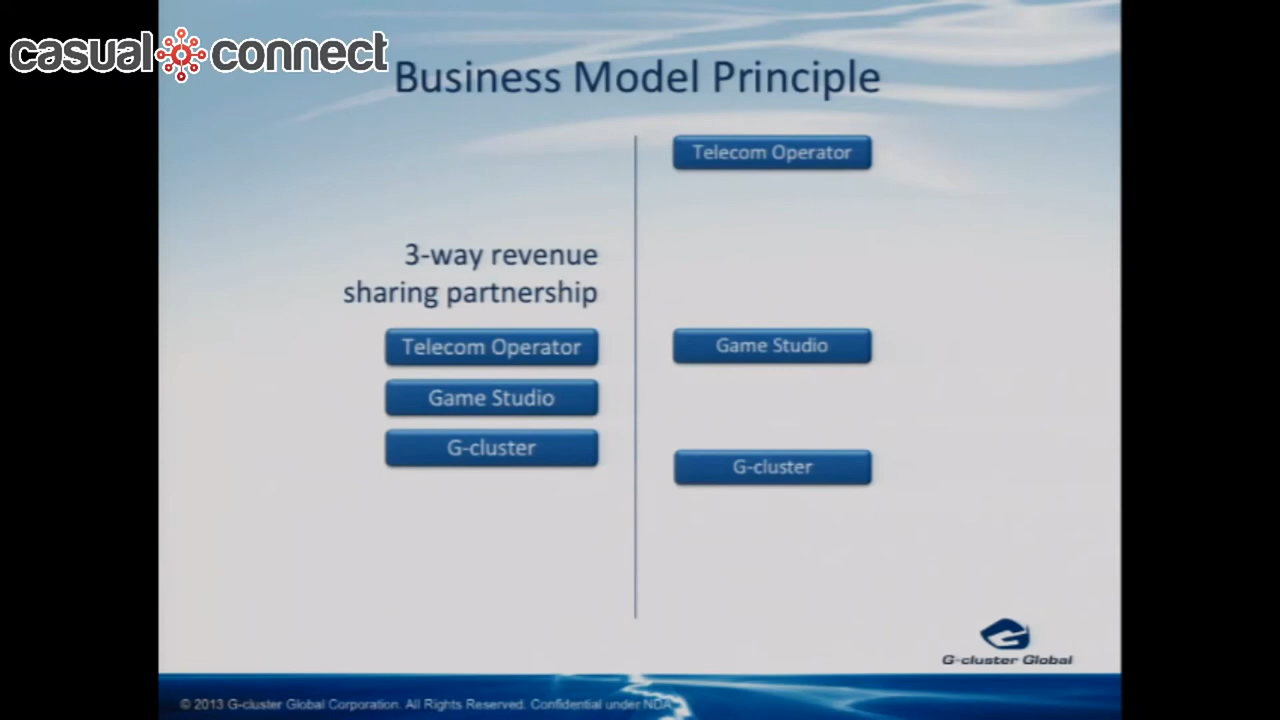 casual connect
Business Model Principle
3-way revenue
sharing partnership
Telecom Operator
Game Studio
G-cluster
Telecom Operator
Game Studio
G-cluster
G-cluster Global
© 2013 G-cluster Global Corporation. All Rights Reserved. Confidential under NDA